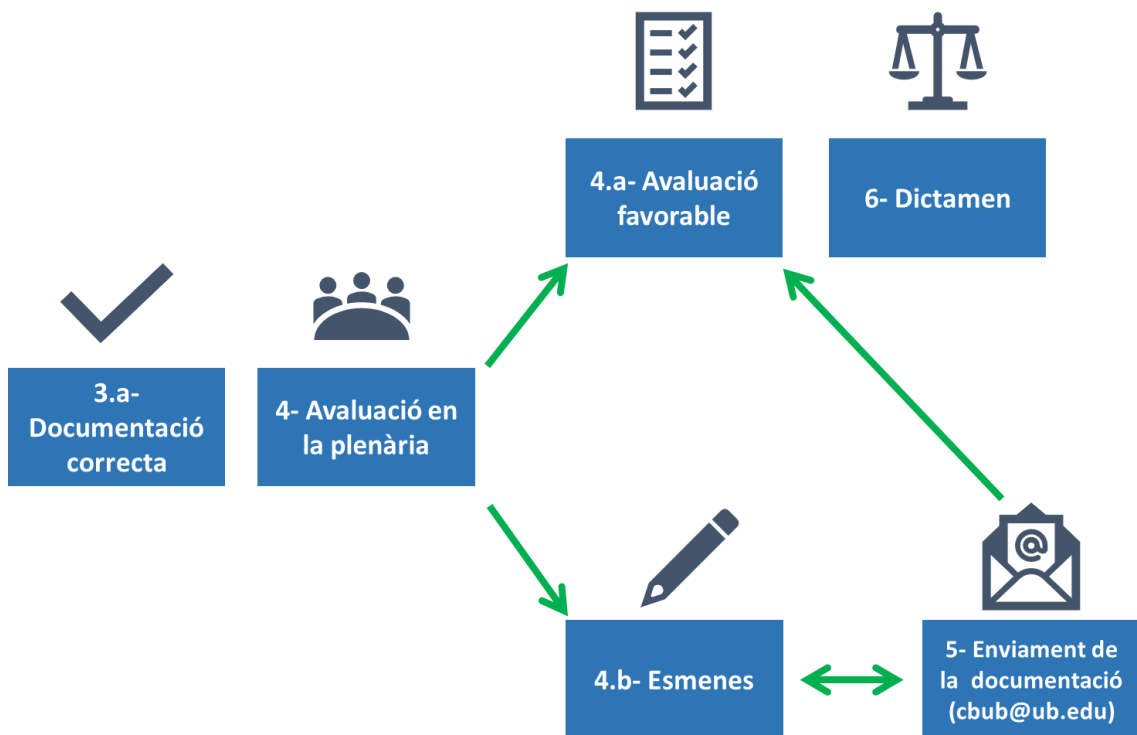 4.a- Avaluació
favorable
6- Dictamen
3.a-
Documentació
correcta
4- Avaluació en
la plenària
4.b- Esmenes
5- Enviament de
la documentació
(cbub@ub.edu)
@